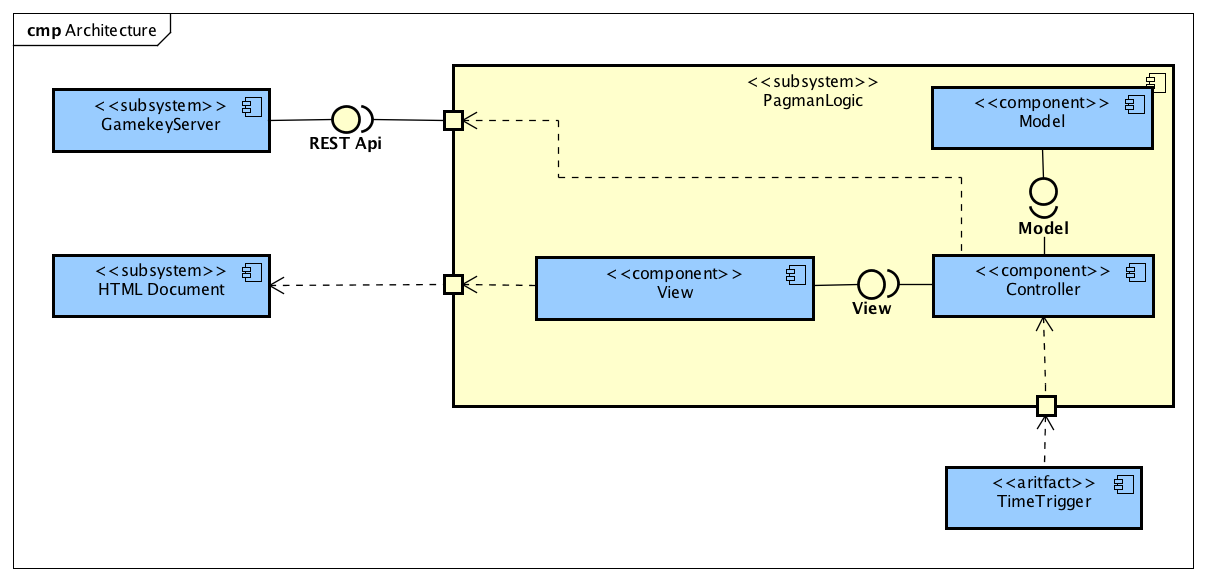 cmp Architecture
<<subsystem>>
PagmanLogic
<<subsystem>>
GamekeyServer
REST Api
<<component>>
Model
Model
<<subsystem>>
HTML Document
<<component>>
View
View
<<component>>
Controller
<<aritfact>>
TimeTrigger